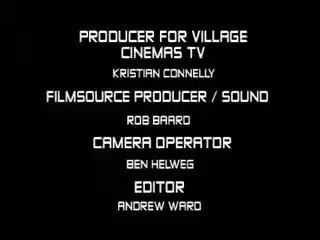 PRODUCER FOR VILLAGE
CINEMAS TV
KRISTIAN CONNELLY
FILMSOURCE PRODUCER / SOUND
ROB BAARD
CAMERA OPERATOR
BEN HELWEG
EDITOR
ANDREW WARD